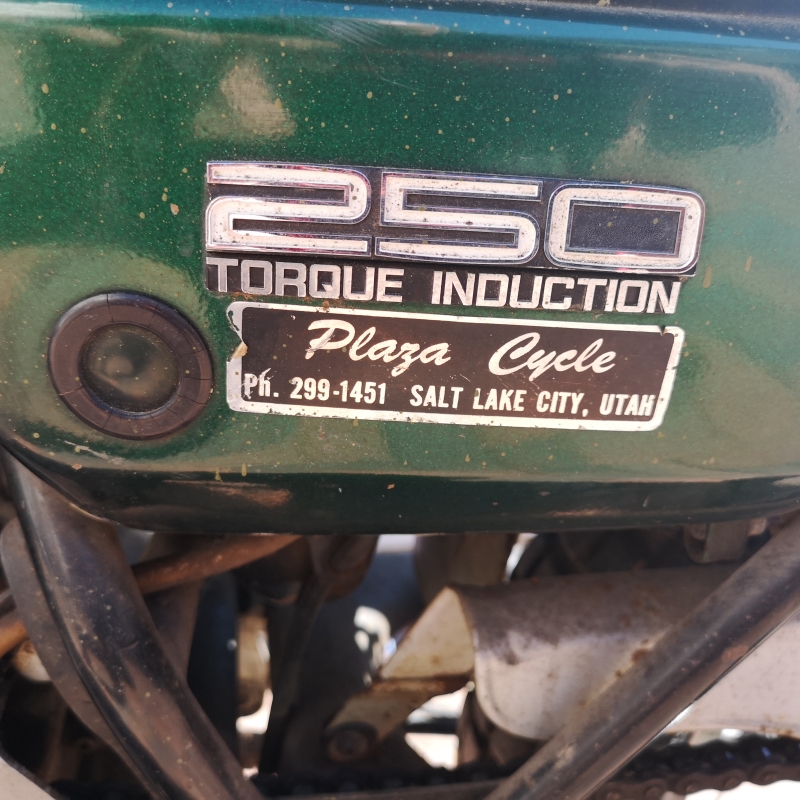 250
TORQUE INDUCTION
Plaza Cycle
Ph. 299-1451 SALT LAKE CITY, UTAH